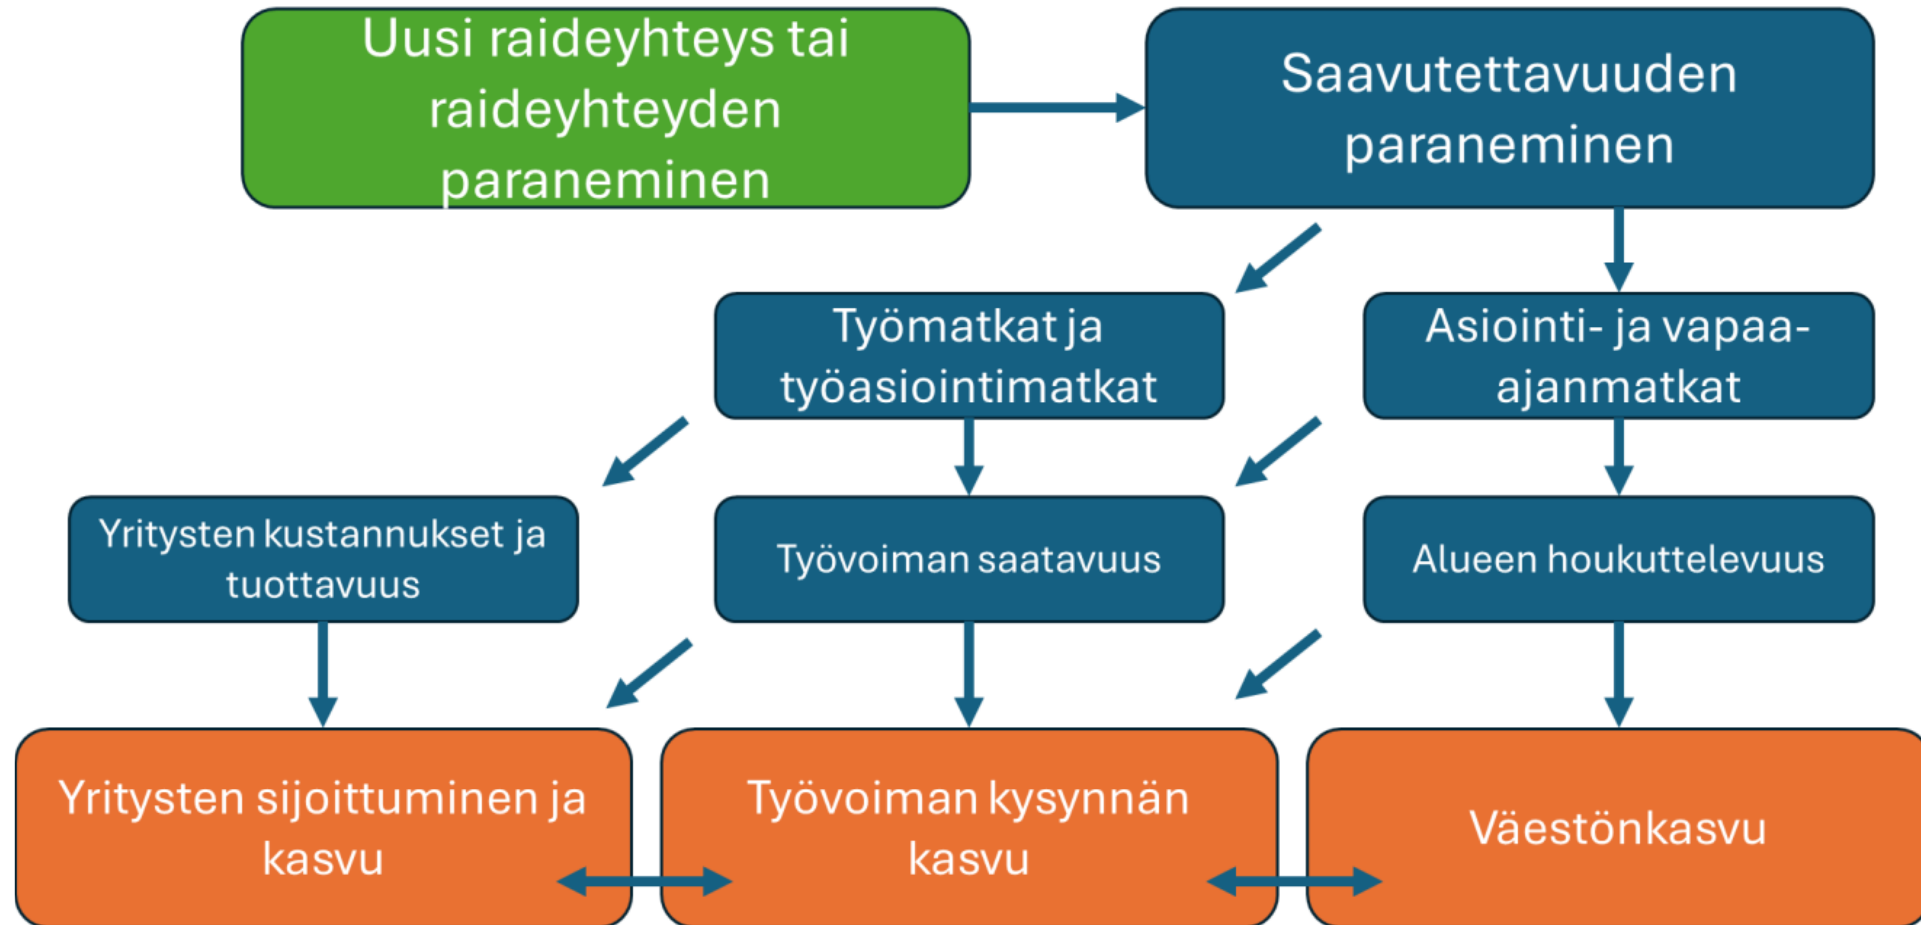 Uusi raideyhteys tai
raideyhteyden
paraneminen
Saavutettavuuden
paraneminen
Työmatkat ja
työasiointimatkat
Asiointi- ja vapaa-
ajanmatkat
Yritysten kustannukset ja
tuottavuus
Työvoiman saatavuus
Alueen houkuttelevuus
Yritysten sijoittuminen ja
kasvu
Työvoiman kysynnän
kasvu
Väestönkasvu